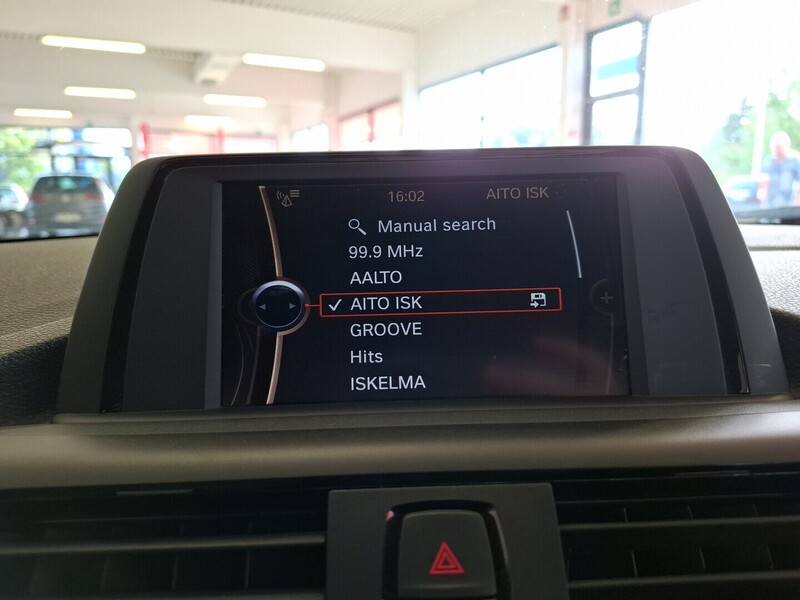 16:02 AITO ISK
Manual search
99.9 MHz
AALTO
AITO ISK
GROOVE
Hits
ISKELMA